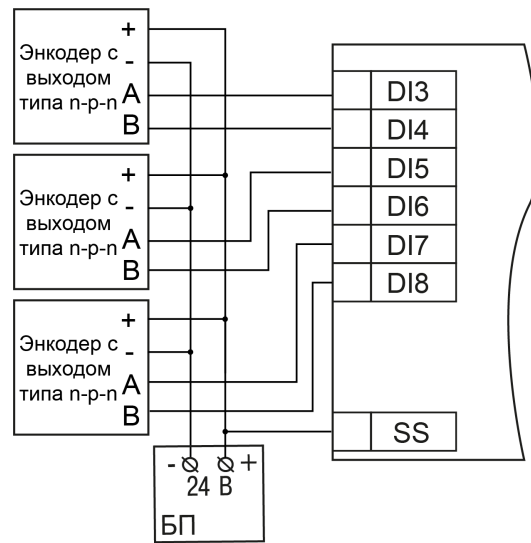 Энкодер с
выходом
типа n-p-n
+
-
A
B
Энкодер с
выходом
типа n-p-n
+
-
A
B
Энкодер с
выходом
типа n-p-n
+
-
A
B
DI3
DI4
DI5
DI6
DI7
DI8
SS
- +
24 В
БП